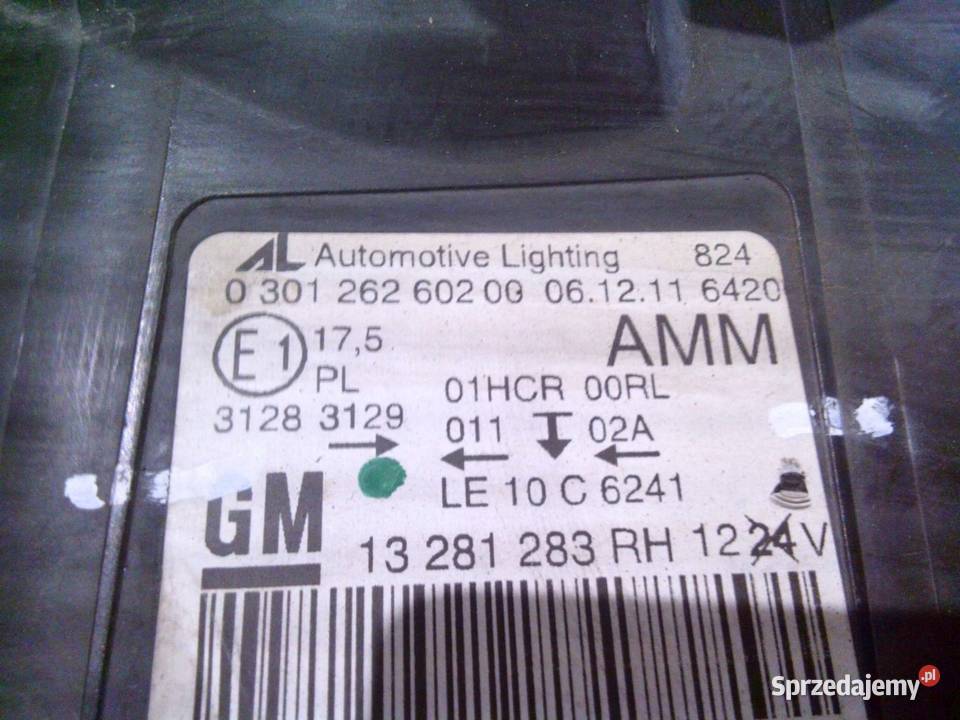 AL Automotive Lighting 824
0 301 262 602 00 06.12.11 6420
E1 17,5 AMM
PL 01HCR 00RL
3128 3129 011 02A
LE 10 C 6241
GM
13 281 283 RH 12 24 V
Sprzedajemy.pl